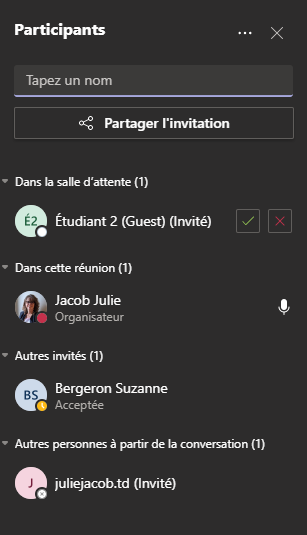 Participants
Tapez un nom
Partager l'invitation
Dans la salle d'attente (1)
É2
Étudiant 2 (Guest) (Invité)
Dans cette réunion (1)
Jacob Julie
Organisateur
Autres invités (1)
BS
Bergeron Suzanne
Acceptée
Autres personnes à partir de la conversation (1)
J
juliejacob.td (Invité)